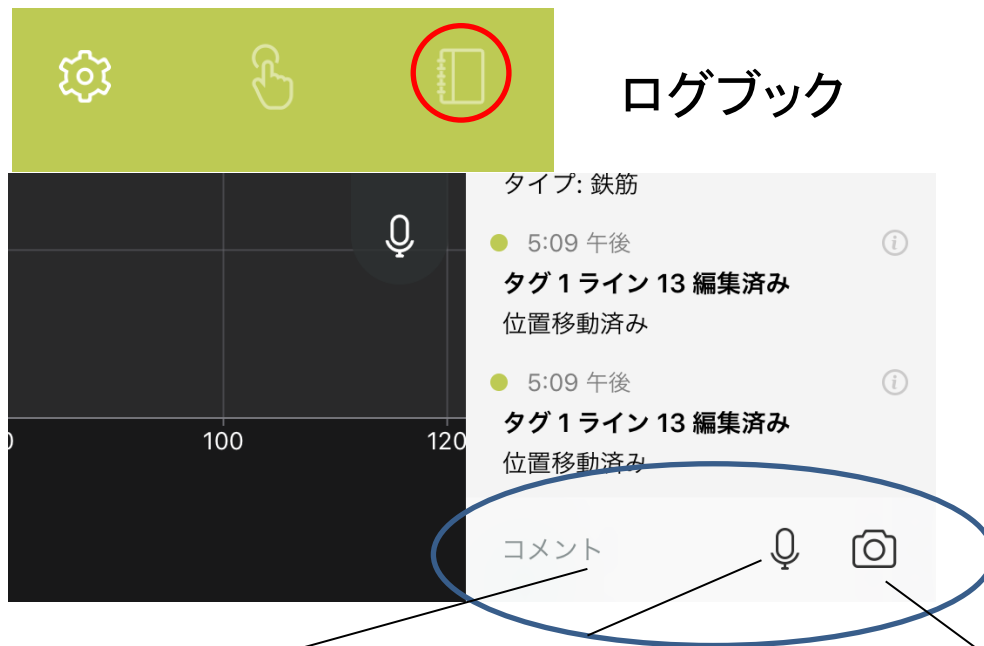 ログブック
タイプ: 鉄筋
5:09 午後
タグ 1 ライン 13 編集済み
位置移動済み
5:09 午後
タグ 1 ライン 13 編集済み
位置移動済み
100
120
コメント